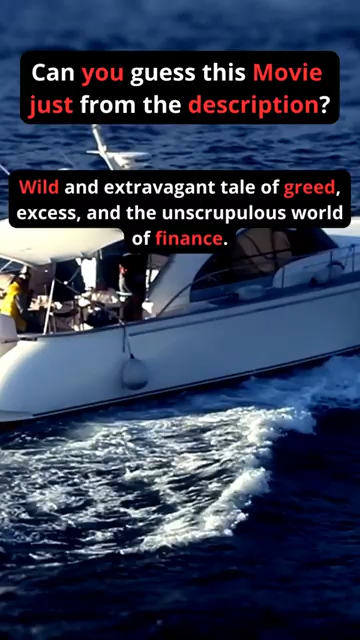 Can you guess this Movie
just from the description?
Wild and extravagant tale of greed,
excess, and the unscrupulous world
of finance.